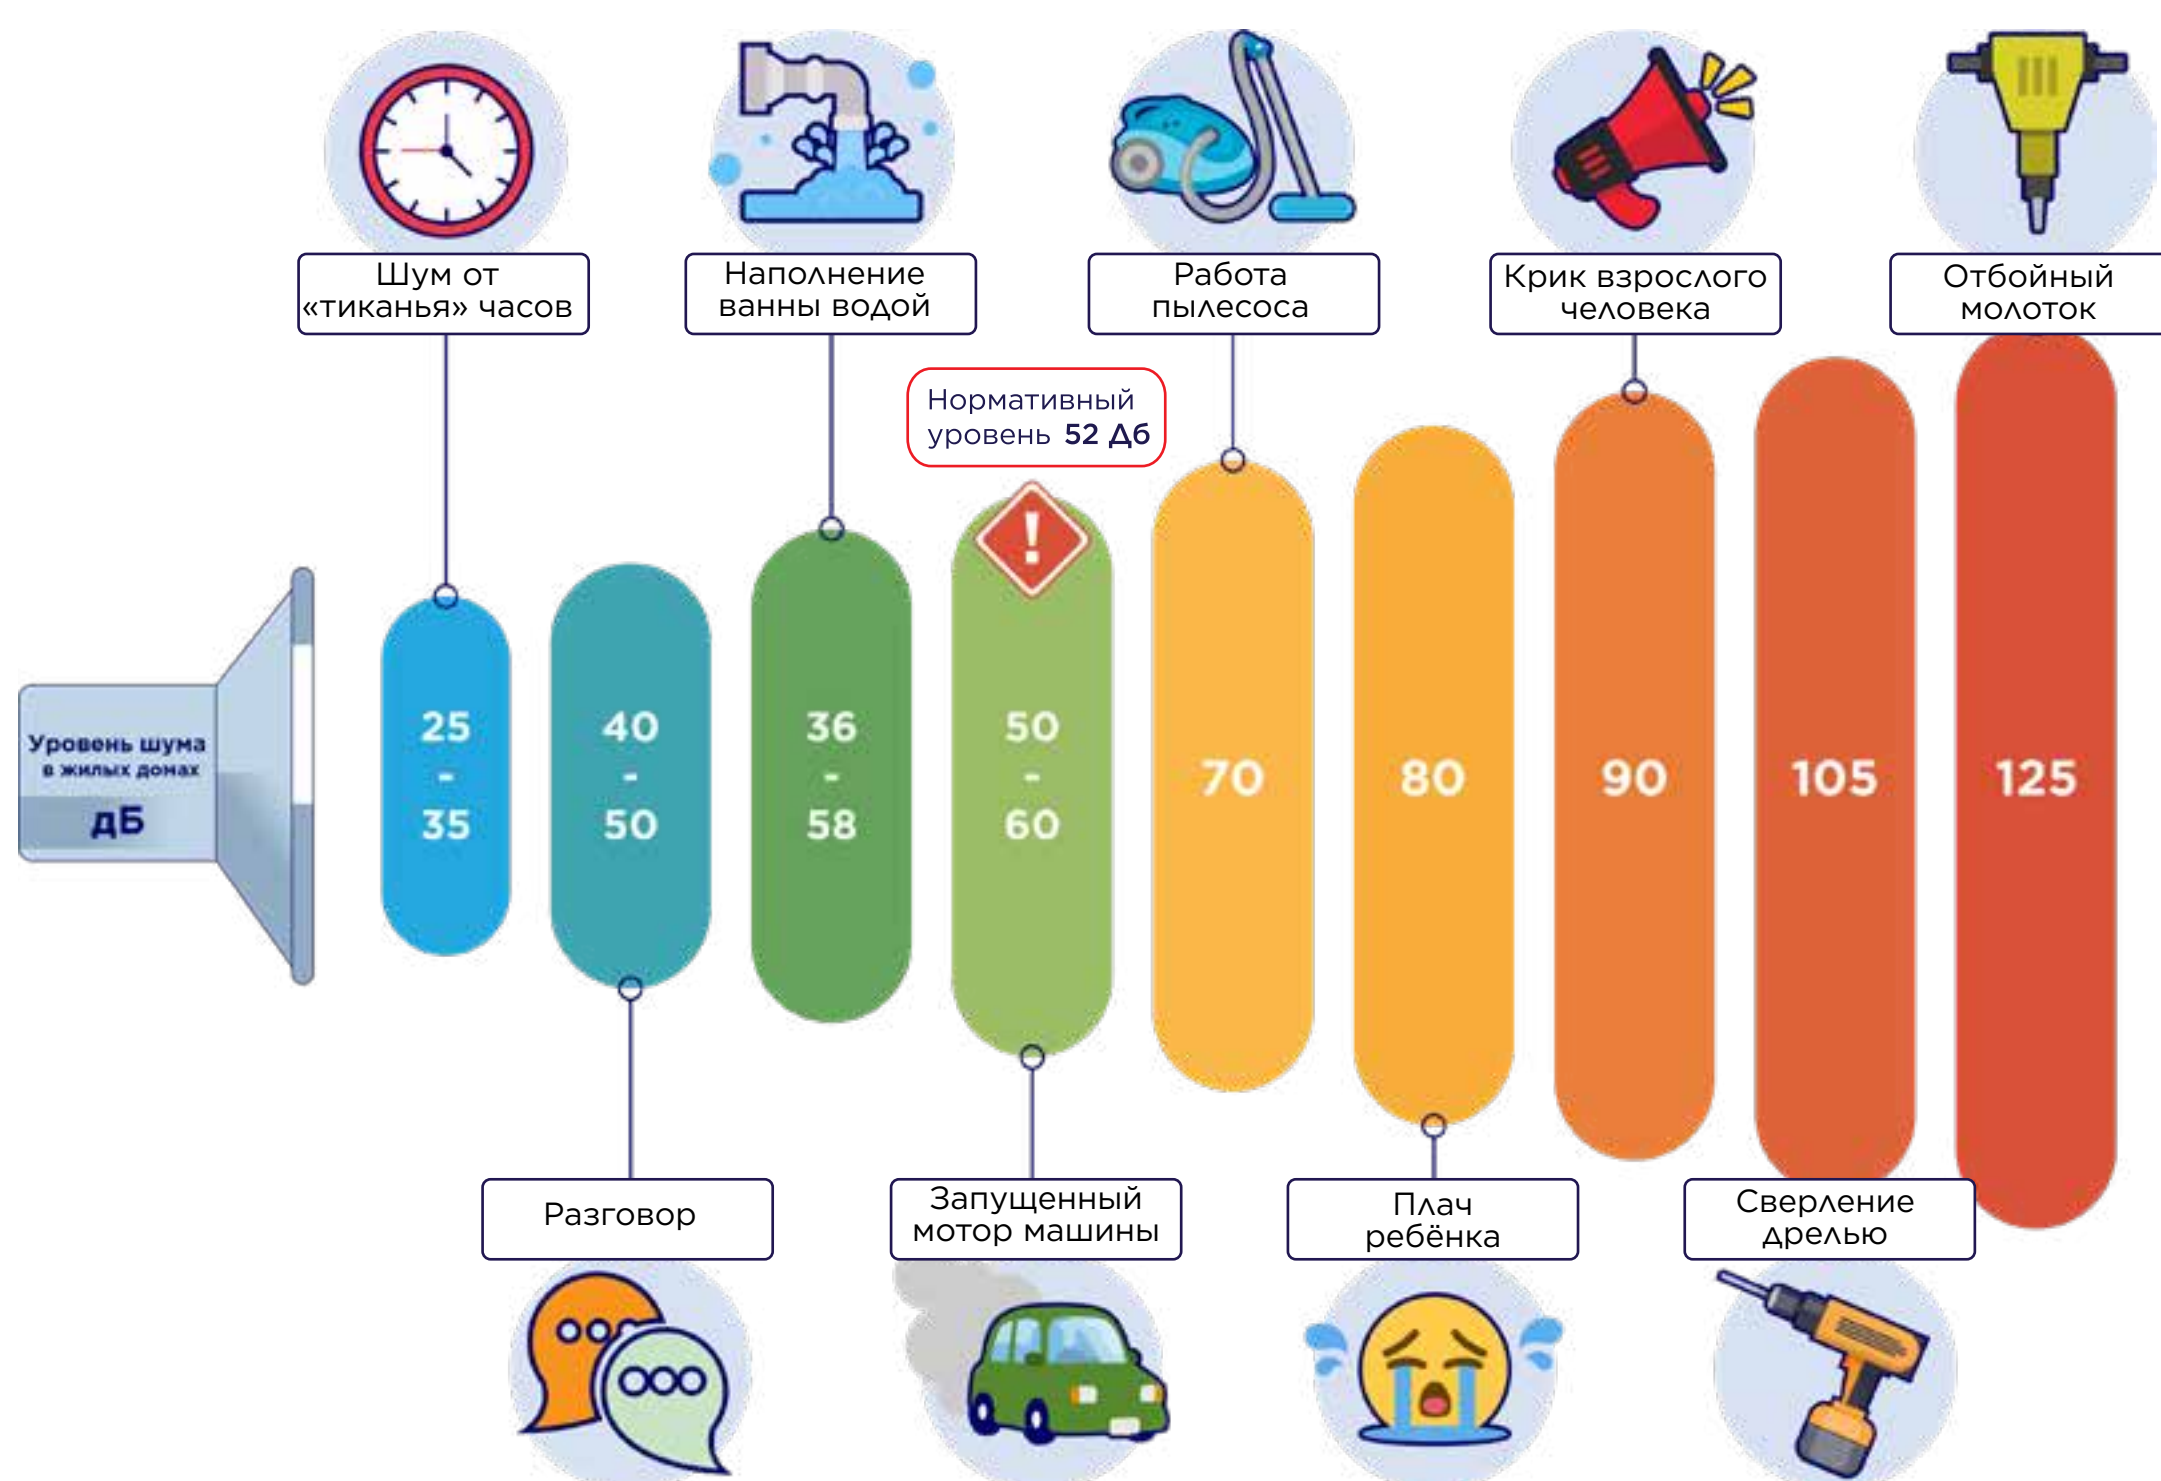 Шум от
«тиканья» часов
Наполнение
ванны водой
Работа
пылесоса
Крик взрослого
человека
Отбойный
молоток
Нормативный
уровень 52 Дб
!
Уровень шума
в жилых домах
дБ
25
-
35
40
-
50
36
-
58
50
-
60
70
80
90
105
125
Разговор
Запущенный
мотор машины
Плач
ребёнка
Сверление
дрелью